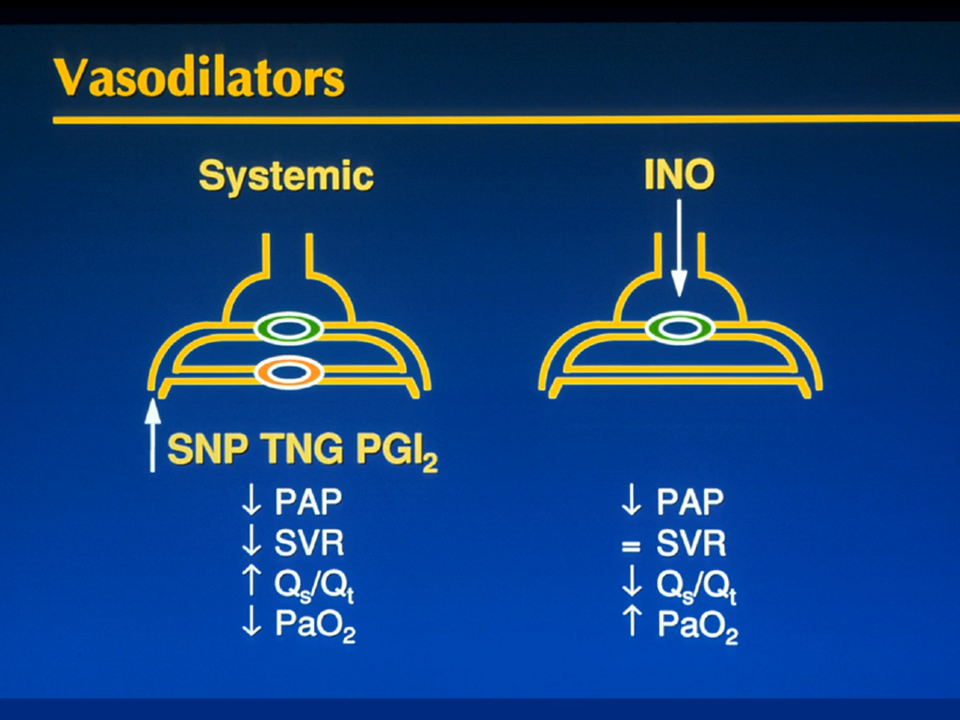 Vasodilators
Systemic
SNP TNG PGI₂
↓ PAP
↓ SVR
↑ Qₛ/Qₜ
↓ PaO₂
INO
↓ PAP
= SVR
↓ Qₛ/Qₜ
↑ PaO₂